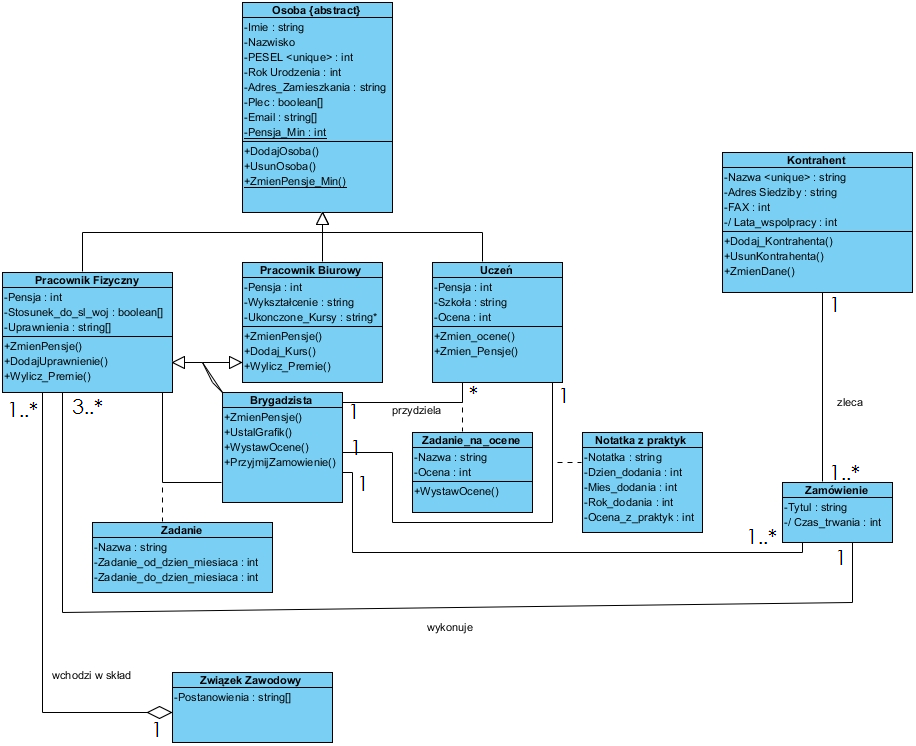 Osoba {abstract}
-Imie : string
-Nazwisko
-PESEL <unique> : int
-Rok Urodzenia : int
-Adres_Zamieszkania : string
-Plec : boolean[]
-Email : string[]
-Pensja_Min : int
+DodajOsoba()
+UsunOsoba()
+ZmienPensje_Min()
Kontrahent
-Nazwa <unique> : string
-Adres Siedziby : string
-FAX : int
-/ Lata_wspolpracy : int
+Dodaj_Kontrahenta()
+UsunKontrahenta()
+ZmienDane()
1
zleca
1..*
Pracownik Fizyczny
-Pensja : int
-Stosunek_do_sl_woj : boolean[]
-Uprawnienia : string[]
+ZmienPensje()
+DodajUprawnienie()
+Wylicz_Premie()
1..*
3..*
Pracownik Biurowy
-Pensja : int
-Wykształcenie : string
-Ukonczone_Kursy : string*
+ZmienPensje()
+Dodaj_Kurs()
+Wylicz_Premie()
Uczeń
-Pensja : int
-Szkoła : string
-Ocena : int
+Zmien_ocene()
+Zmien_Pensje()
*
1
Brygadzista
+ZmienPensje()
+UstalGrafik()
+WystawOcene()
+PrzyjmijZamowienie()
1
przydziela
1
1
Zadanie_na_ocene
-Nazwa : string
-Ocena : int
+WystawOcene()
Notatka z praktyk
-Notatka : string
-Dzien_dodania : int
-Mies_dodania : int
-Rok_dodania : int
-Ocena_z_praktyk : int
Zamówienie
-Tytul : string
-/ Czas_trwania : int
1..*
1
Zadanie
-Nazwa : string
-Zadanie_od_dzien_miesiaca : int
-Zadanie_do_dzien_miesiaca : int
wykonuje
wchodzi w skład
Związek Zawodowy
-Postanowienia : string[]
1